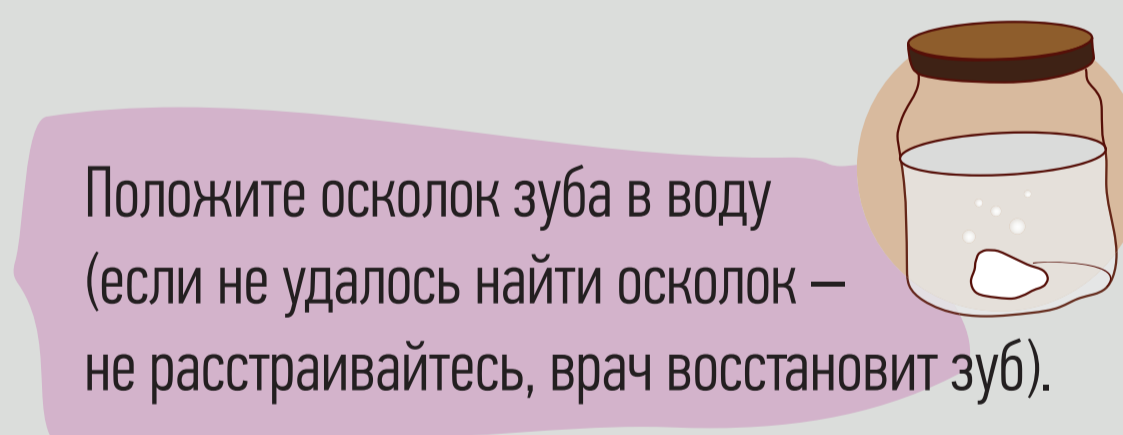 Положите осколок зуба в воду
(если не удалось найти осколок –
не расстраивайтесь, врач восстановит зуб).